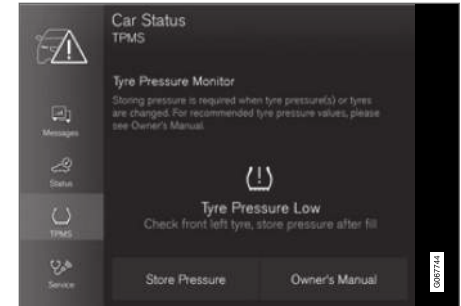 Car Status
TPMS
Tyre Pressure Monitor
Storing pressure is required when tyre pressure(s) or tyres
are changed. For recommended tyre pressure values, please
see Owner's Manual.
Messages
Status
TPMS
Service
(!)
Tyre Pressure Low
Check front left tyre, store pressure after fill
Store Pressure
Owner's Manual
G067744